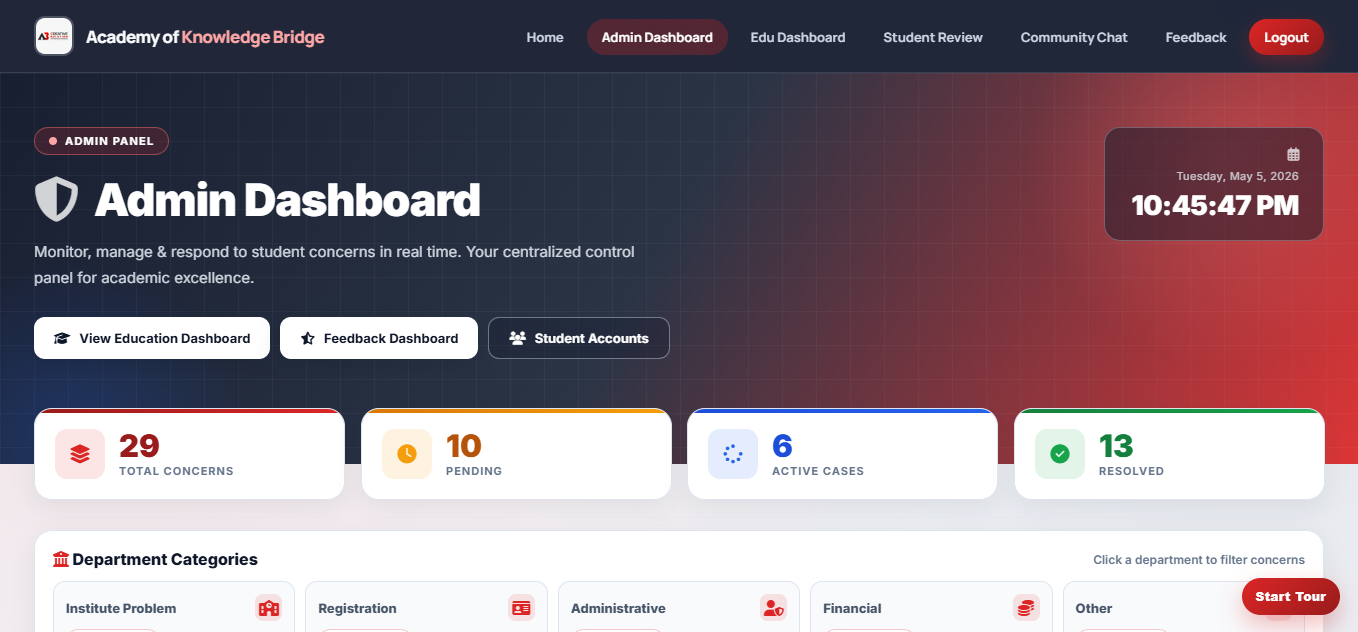 Academy of Knowledge Bridge
Home
Admin Dashboard
Edu Dashboard
Student Review
Community Chat
Feedback
Logout
ADMIN PANEL
Admin Dashboard
Monitor, manage & respond to student concerns in real time. Your centralized control
panel for academic excellence.
Tuesday, May 5, 2026
10:45:47 PM
View Education Dashboard
Feedback Dashboard
Student Accounts
29
TOTAL CONCERNS
10
PENDING
6
ACTIVE CASES
13
RESOLVED
Department Categories
Click a department to filter concerns
Institute Problem
Registration
Administrative
Financial
Other
Start Tour